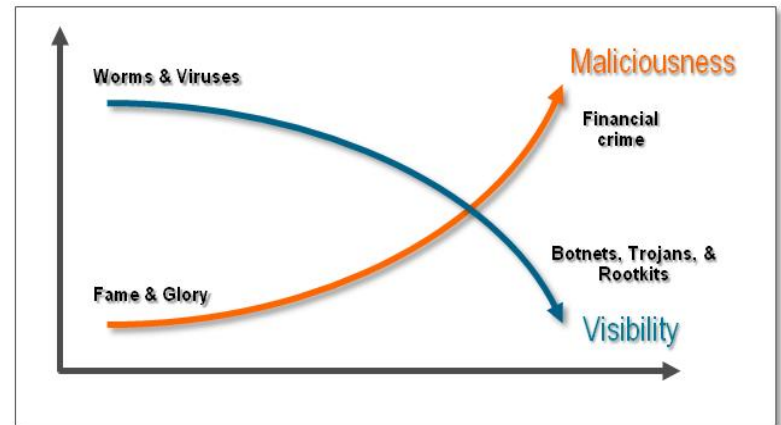 Worms & Viruses
Maliciousness
Financial
crime
Fame & Glory
Botnets, Trojans, &
Rootkits
Visibility